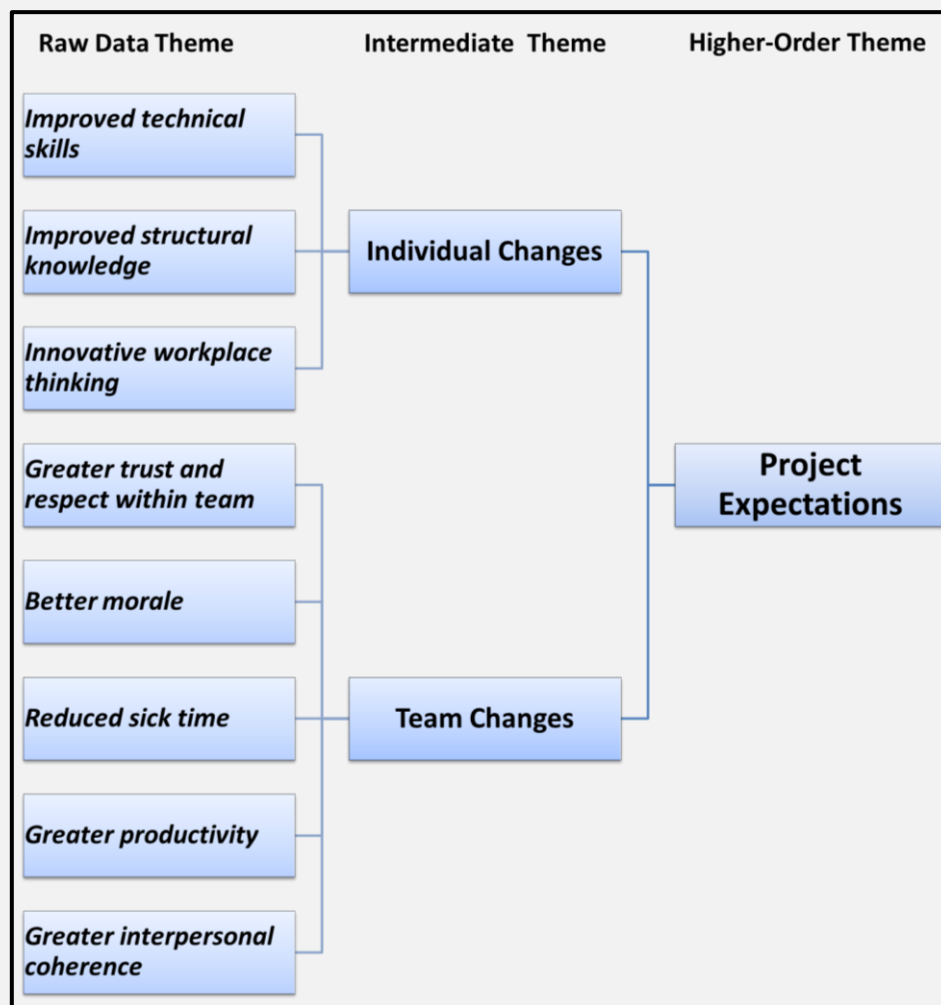 Raw Data Theme
Intermediate Theme
Higher-Order Theme
Improved technical
skills
Improved structural
knowledge
Innovative workplace
thinking
Greater trust and
respect within team
Better morale
Reduced sick time
Greater productivity
Greater interpersonal
coherence
Individual Changes
Team Changes
Project
Expectations